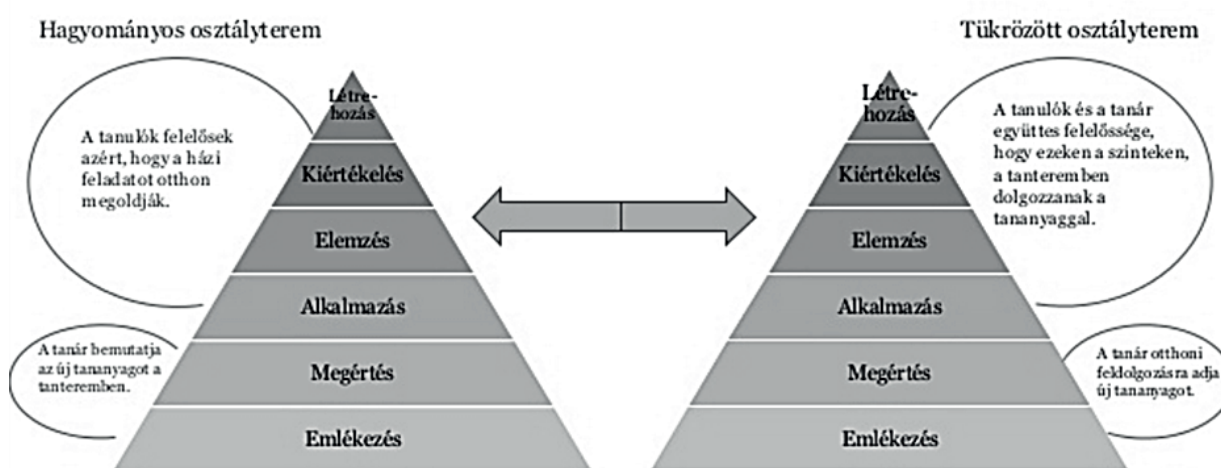 Hagyományos osztályterem
A tanulók felelősek
azért, hogy a házi
feladatot otthon
megoldják.
A tanár bemutatja
az új tananyagot a
tanteremben.
Létre-
hozás
Kiértékelés
Elemzés
Alkalmazás
Megértés
Emlékezés
Tükrözött osztályterem
Létre-
hozás
Kiértékelés
Elemzés
Alkalmazás
Megértés
Emlékezés
A tanulók és a tanár
együttes felelőssége,
hogy ezeken a szinteken,
a tanteremben
dolgozzanak a
tananyaggal.
A tanár otthoni
feldolgozásra adja
új tananyagot.